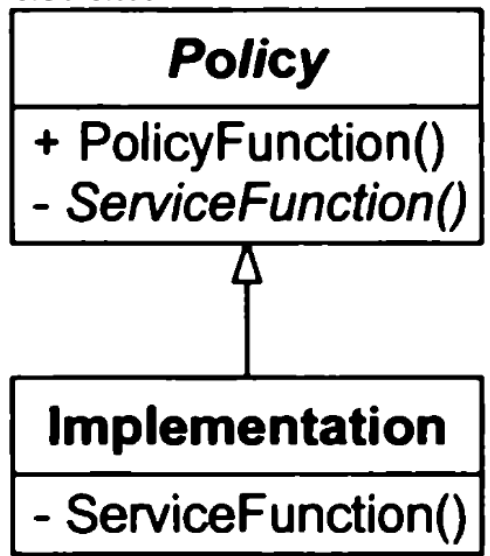 Policy
+ PolicyFunction()
- ServiceFunction()
Implementation
- ServiceFunction()